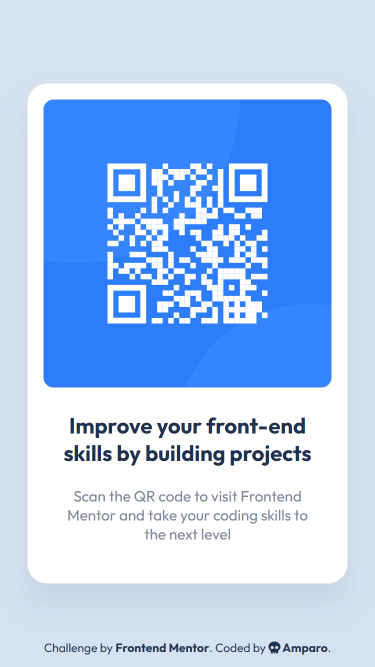 Improve your front-end
skills by building projects
Scan the QR code to visit Frontend
Mentor and take your coding skills to
the next level
Challenge by Frontend Mentor. Coded by Amparo.